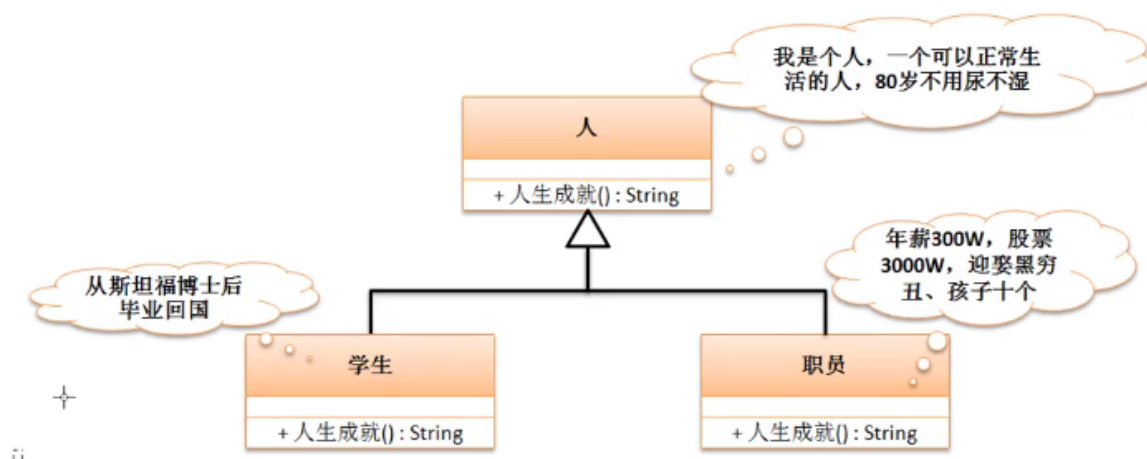 我是个人，一个可以正常生
活的人，80岁不用尿不湿
人
+ 人生成就() : String
从斯坦福博士后
毕业回国
年薪300W，股票
3000W，迎娶黑穷
丑、孩子十个
学生
+ 人生成就() : String
职员
+ 人生成就() : String